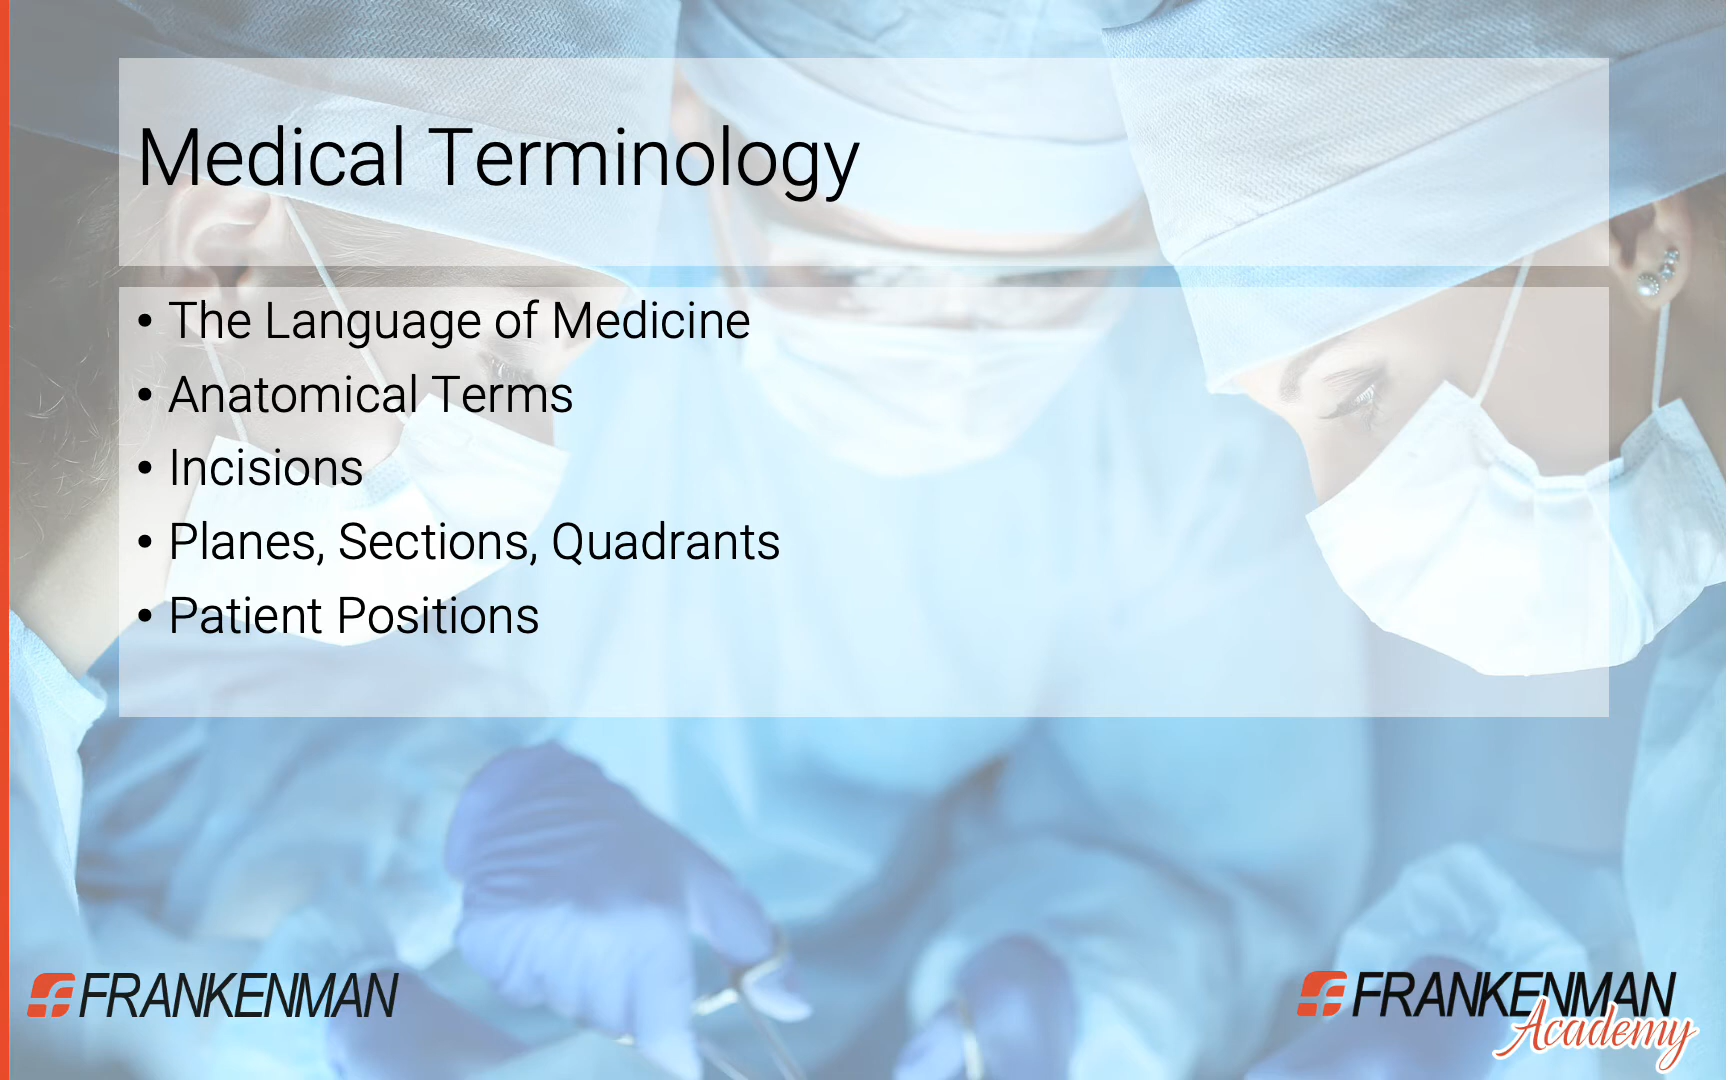 Medical Terminology
• The Language of Medicine
• Anatomical Terms
• Incisions
• Planes, Sections, Quadrants
• Patient Positions
FRANKENMAN
FRANKENMAN
Academy